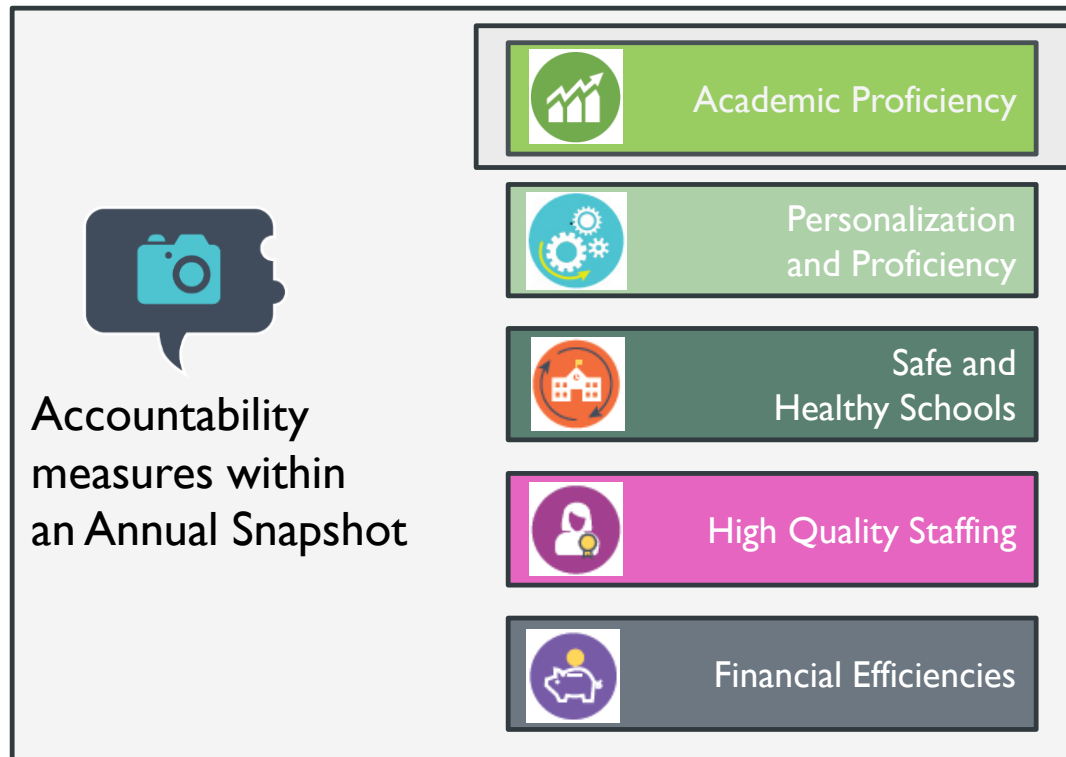 Accountability
measures within
an Annual Snapshot
Academic Proficiency
Personalization
and Proficiency
Safe and
Healthy Schools
High Quality Staffing
Financial Efficiencies